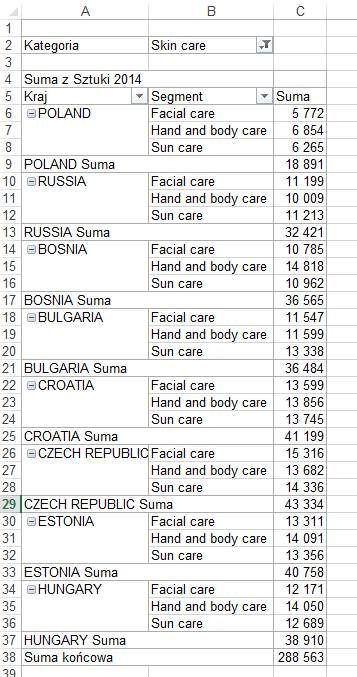 A B C
1
2 Kategoria Skin care
3
4 Suma z Sztuki 2014
5 Kraj Segment Suma
6 POLAND Facial care 5 772
7 Hand and body care 6 854
8 Sun care 6 265
9 POLAND Suma 18 891
10 RUSSIA Facial care 11 199
11 Hand and body care 10 009
12 Sun care 11 213
13 RUSSIA Suma 32 421
14 BOSNIA Facial care 10 785
15 Hand and body care 14 818
16 Sun care 10 962
17 BOSNIA Suma 36 565
18 BULGARIA Facial care 11 547
19 Hand and body care 11 599
20 Sun care 13 338
21 BULGARIA Suma 36 484
22 CROATIA Facial care 13 599
23 Hand and body care 13 856
24 Sun care 13 745
25 CROATIA Suma 41 199
26 CZECH REPUBLIC Facial care 15 316
27 Hand and body care 13 682
28 Sun care 14 336
29 CZECH REPUBLIC Suma 43 334
30 ESTONIA Facial care 13 311
31 Hand and body care 14 091
32 Sun care 13 356
33 ESTONIA Suma 40 758
34 HUNGARY Facial care 12 171
35 Hand and body care 14 050
36 Sun care 12 689
37 HUNGARY Suma 38 910
38 Suma końcowa 288 563
39